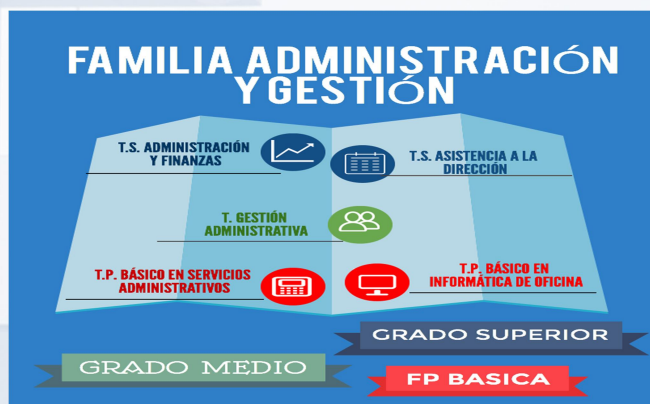 FAMILIA ADMINISTRACIÓN
Y GESTIÓN
T.S. ADMINISTRACIÓN
Y FINANZAS
T.S. ASISTENCIA A LA
DIRECCIÓN
T. GESTIÓN
ADMINISTRATIVA
T.P. BÁSICO EN SERVICIOS
ADMINISTRATIVOS
T.P. BÁSICO EN
INFORMÁTICA DE OFICINA
GRADO SUPERIOR
GRADO MEDIO
FP BASICA